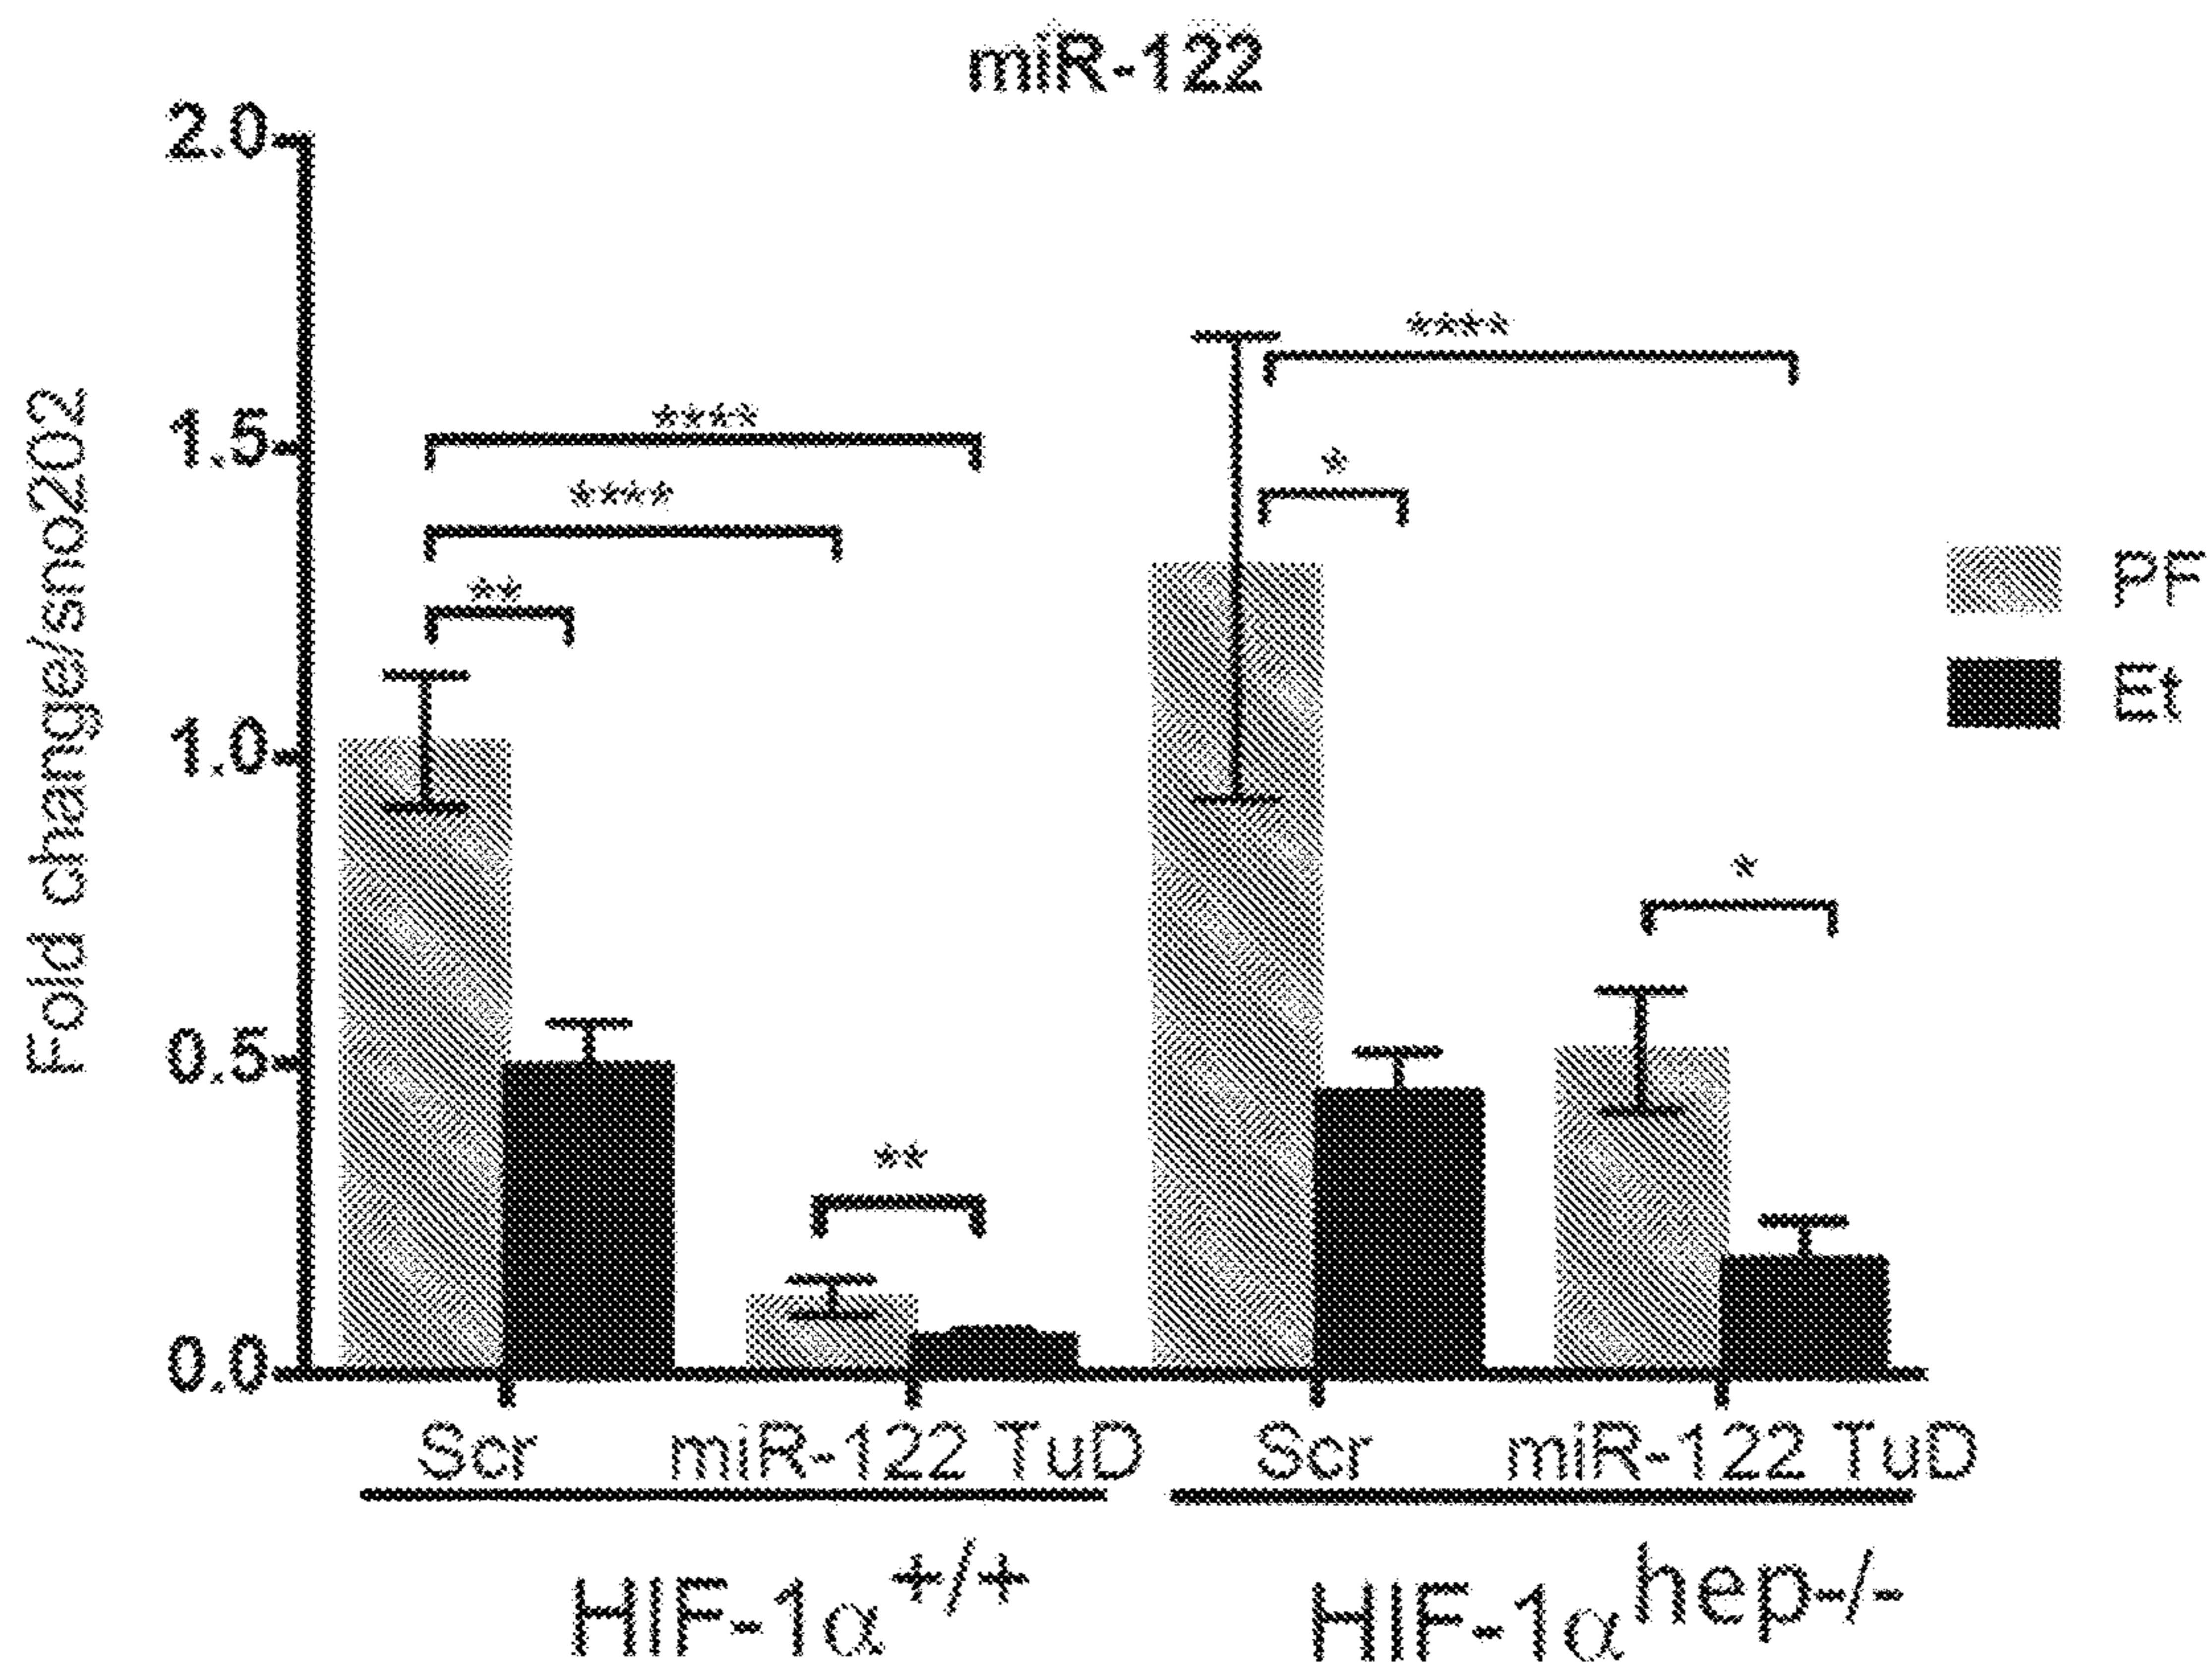 miR-122
Fold change/sno202
2.0
1.5
1.0
0.5
0.0
****
****
**
**
****
*
*
PF
Et
Scr miR-122 TuD Scr miR-122 TuD
HIF-1α+/+ HIF-1αhep-/-